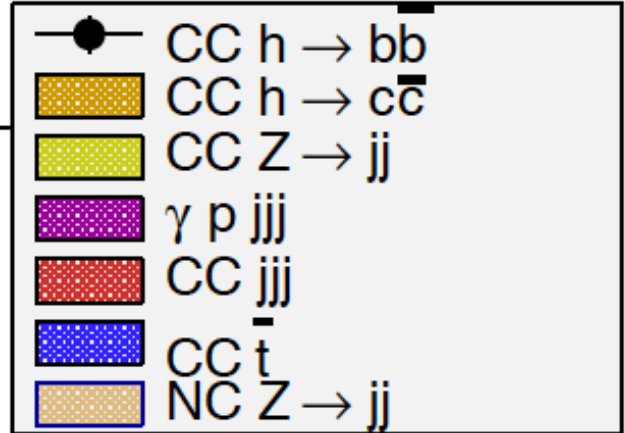 CC h → bb̅
CC h → cc̅
CC Z → jj
γ p jjj
CC jjj
CC t̅
NC Z → jj